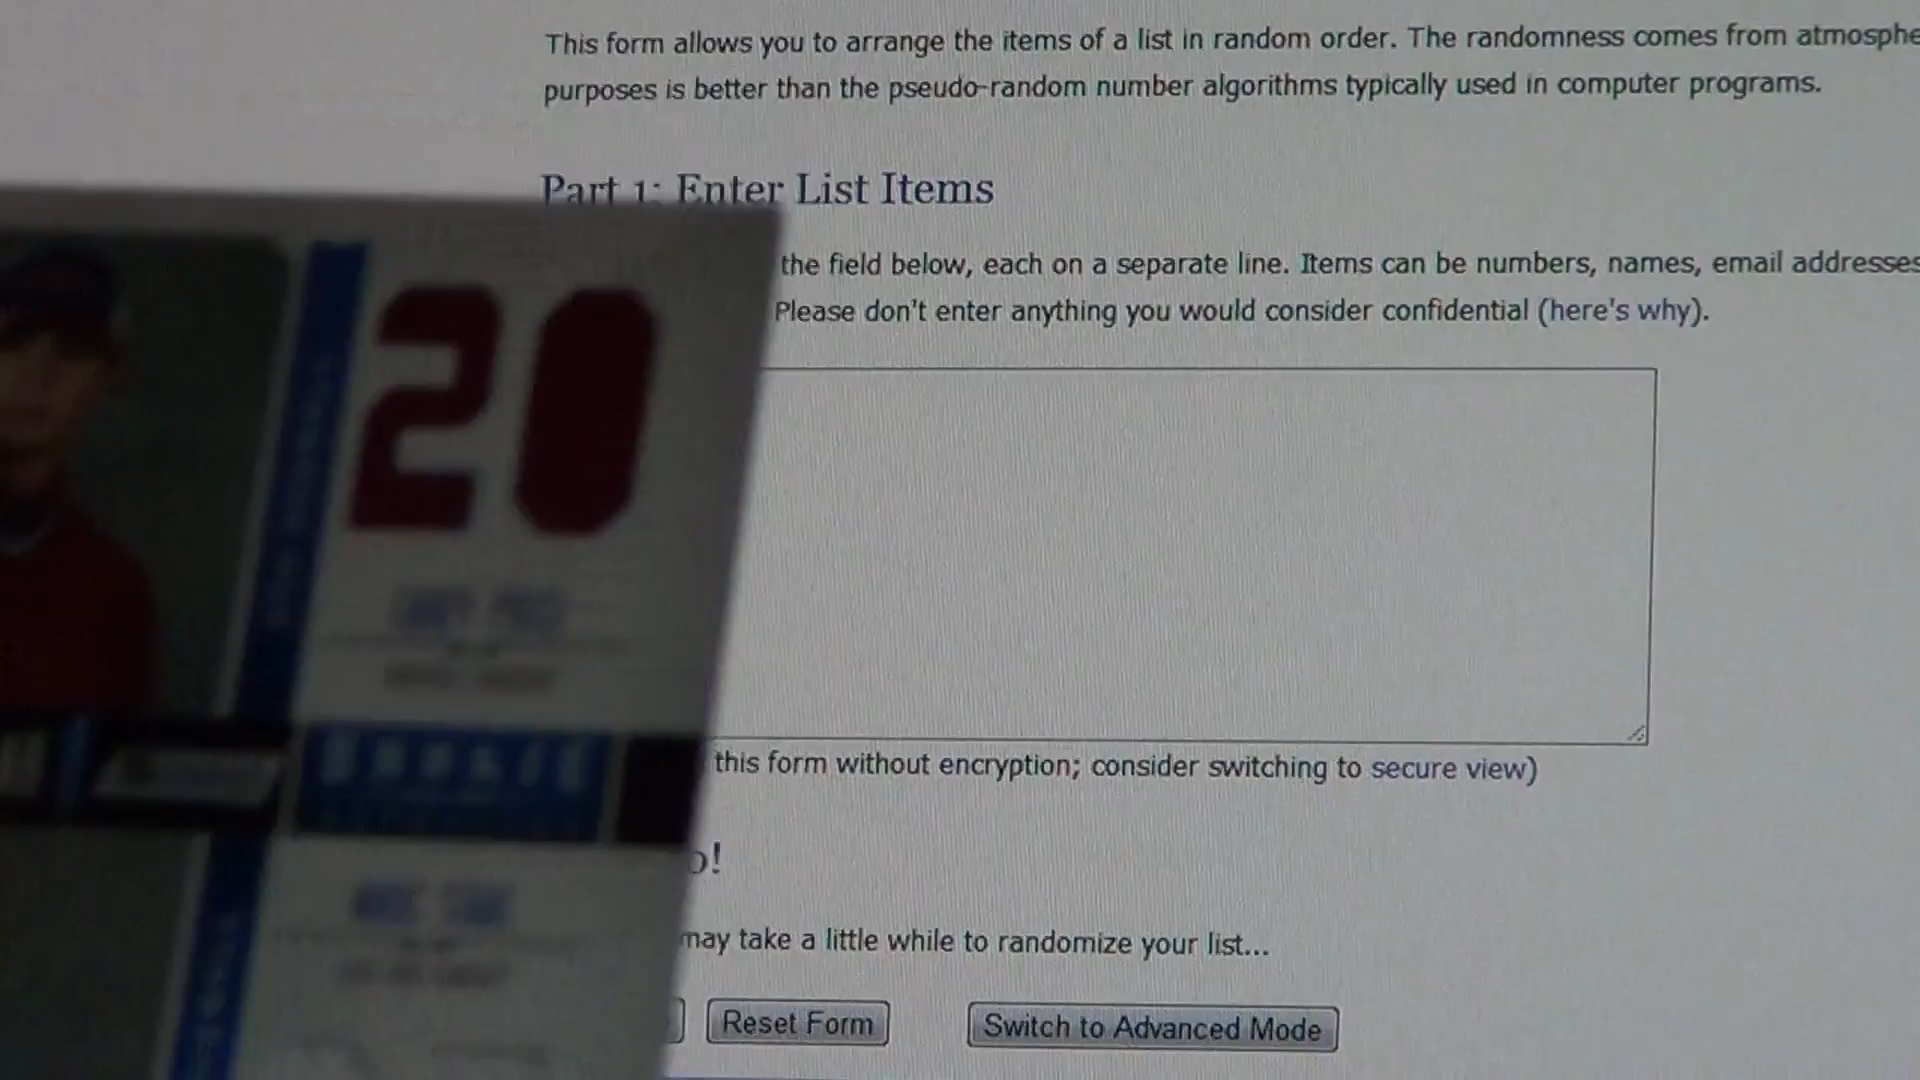 This form allows you to arrange the items of a list in random order. The randomness comes from atmosphe
purposes is better than the pseudo-random number algorithms typically used in computer programs.
Part 1: Enter List Items
the field below, each on a separate line. Items can be numbers, names, email addresses
Please don't enter anything you would consider confidential (here's why).
20
this form without encryption; consider switching to secure view)
o!
may take a little while to randomize your list...
Reset Form
Switch to Advanced Mode